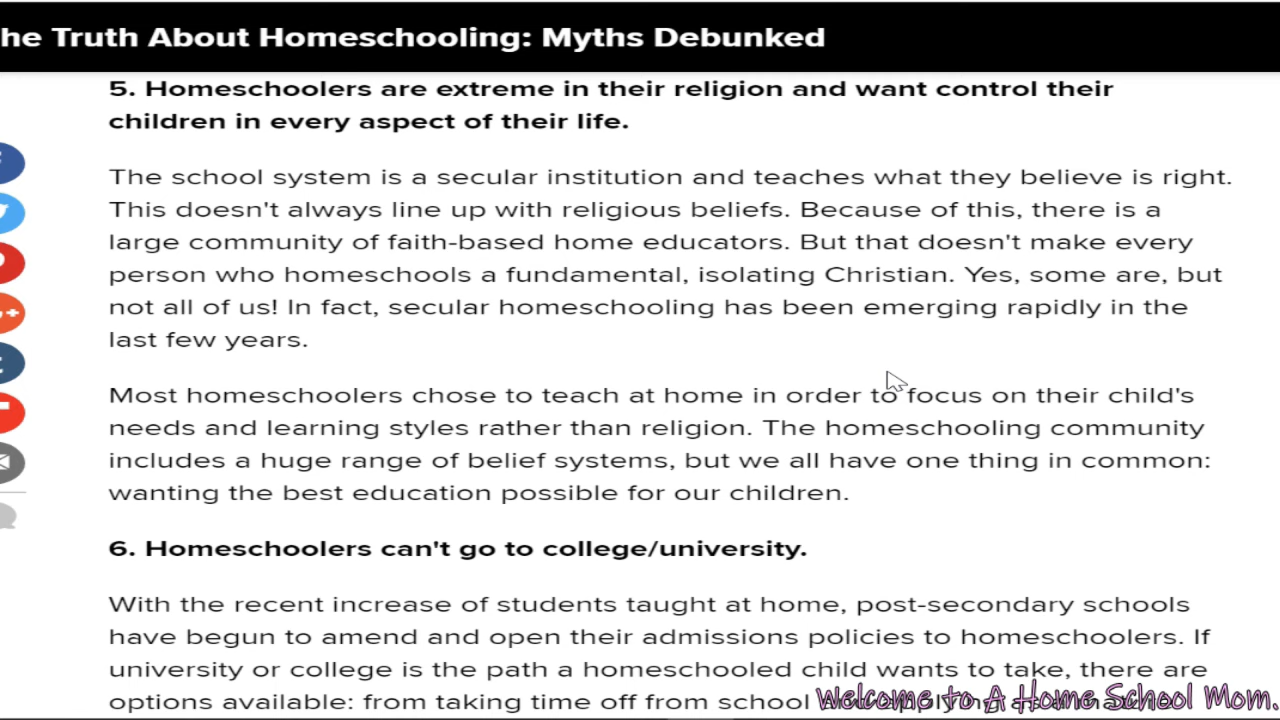 he Truth About Homeschooling: Myths Debunked
5. Homeschoolers are extreme in their religion and want control their
children in every aspect of their life.
The school system is a secular institution and teaches what they believe is right.
This doesn't always line up with religious beliefs. Because of this, there is a
large community of faith-based home educators. But that doesn't make every
person who homeschools a fundamental, isolating Christian. Yes, some are, but
not all of us! In fact, secular homeschooling has been emerging rapidly in the
last few years.
Most homeschoolers chose to teach at home in order to focus on their child's
needs and learning styles rather than religion. The homeschooling community
includes a huge range of belief systems, but we all have one thing in common:
wanting the best education possible for our children.
6. Homeschoolers can't go to college/university.
With the recent increase of students taught at home, post-secondary schools
have begun to amend and open their admissions policies to homeschoolers. If
university or college is the path a homeschooled child wants to take, there are
options available: from taking time off from school
Welcome to A Home School Mom.